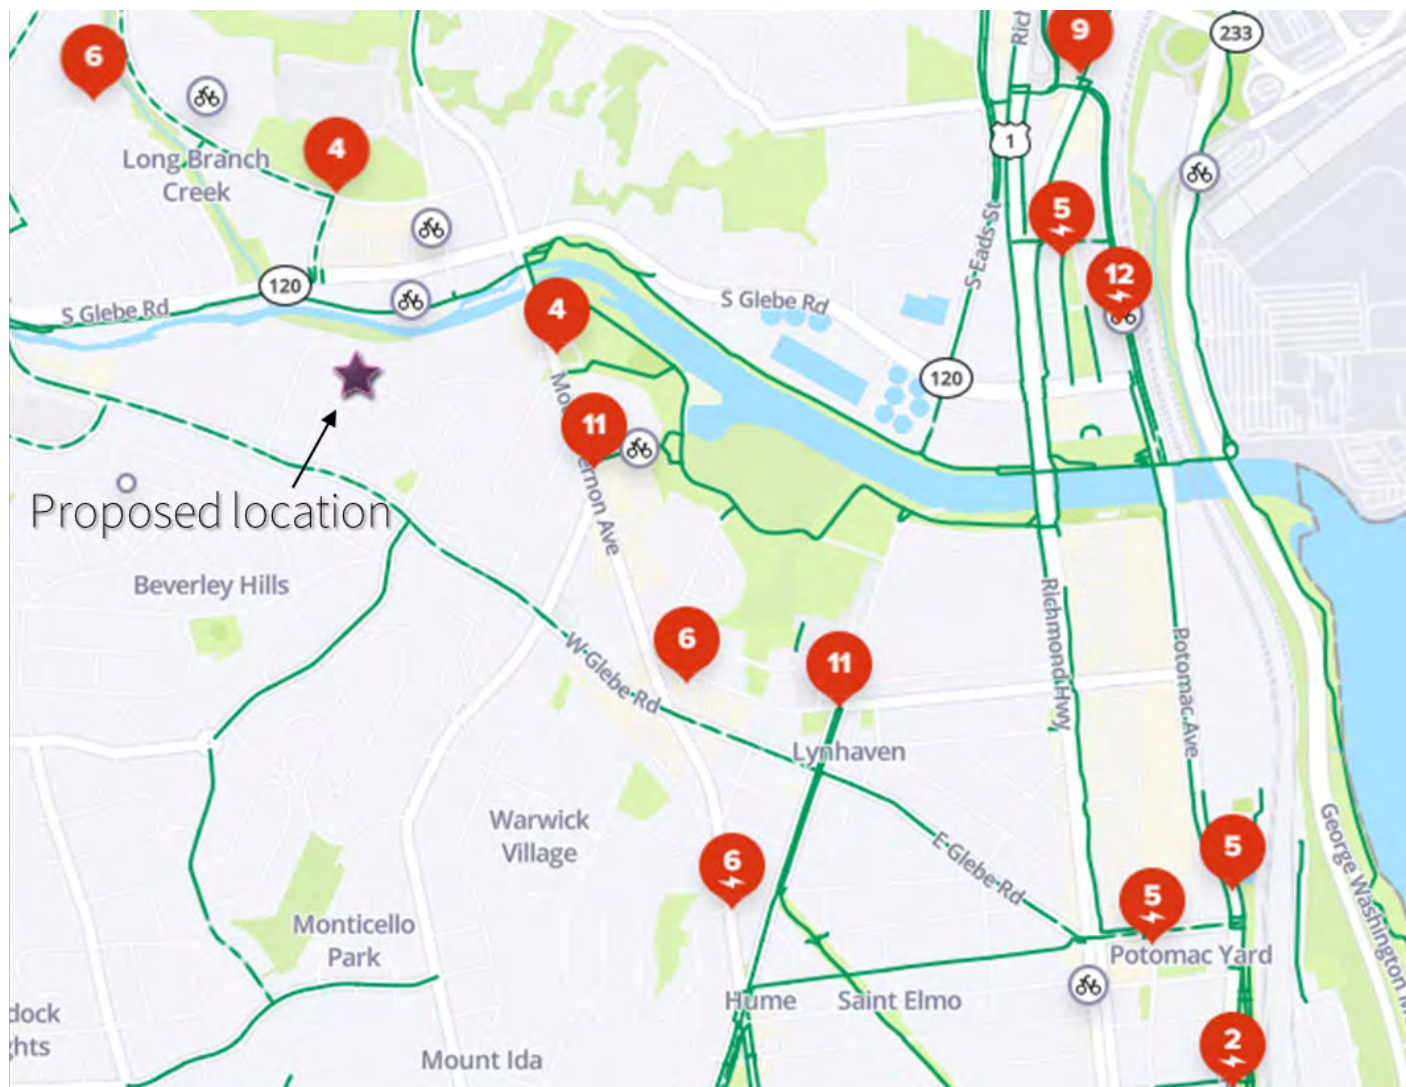 9
233
6
4
1
Long Branch
Creek
5
12
120
S Glebe Rd
4
S Glebe Rd
S Eads St
120
11
Proposed location
Beverley Hills
W Glebe Rd
6
11
Richmond Hwy
Potomac Ave
Lynhaven
Warwick
Village
6
E Glebe Rd
5
5
George Washington
Monticello
Park
Potomac Yard
Hume
Saint Elmo
2
Mount Ida